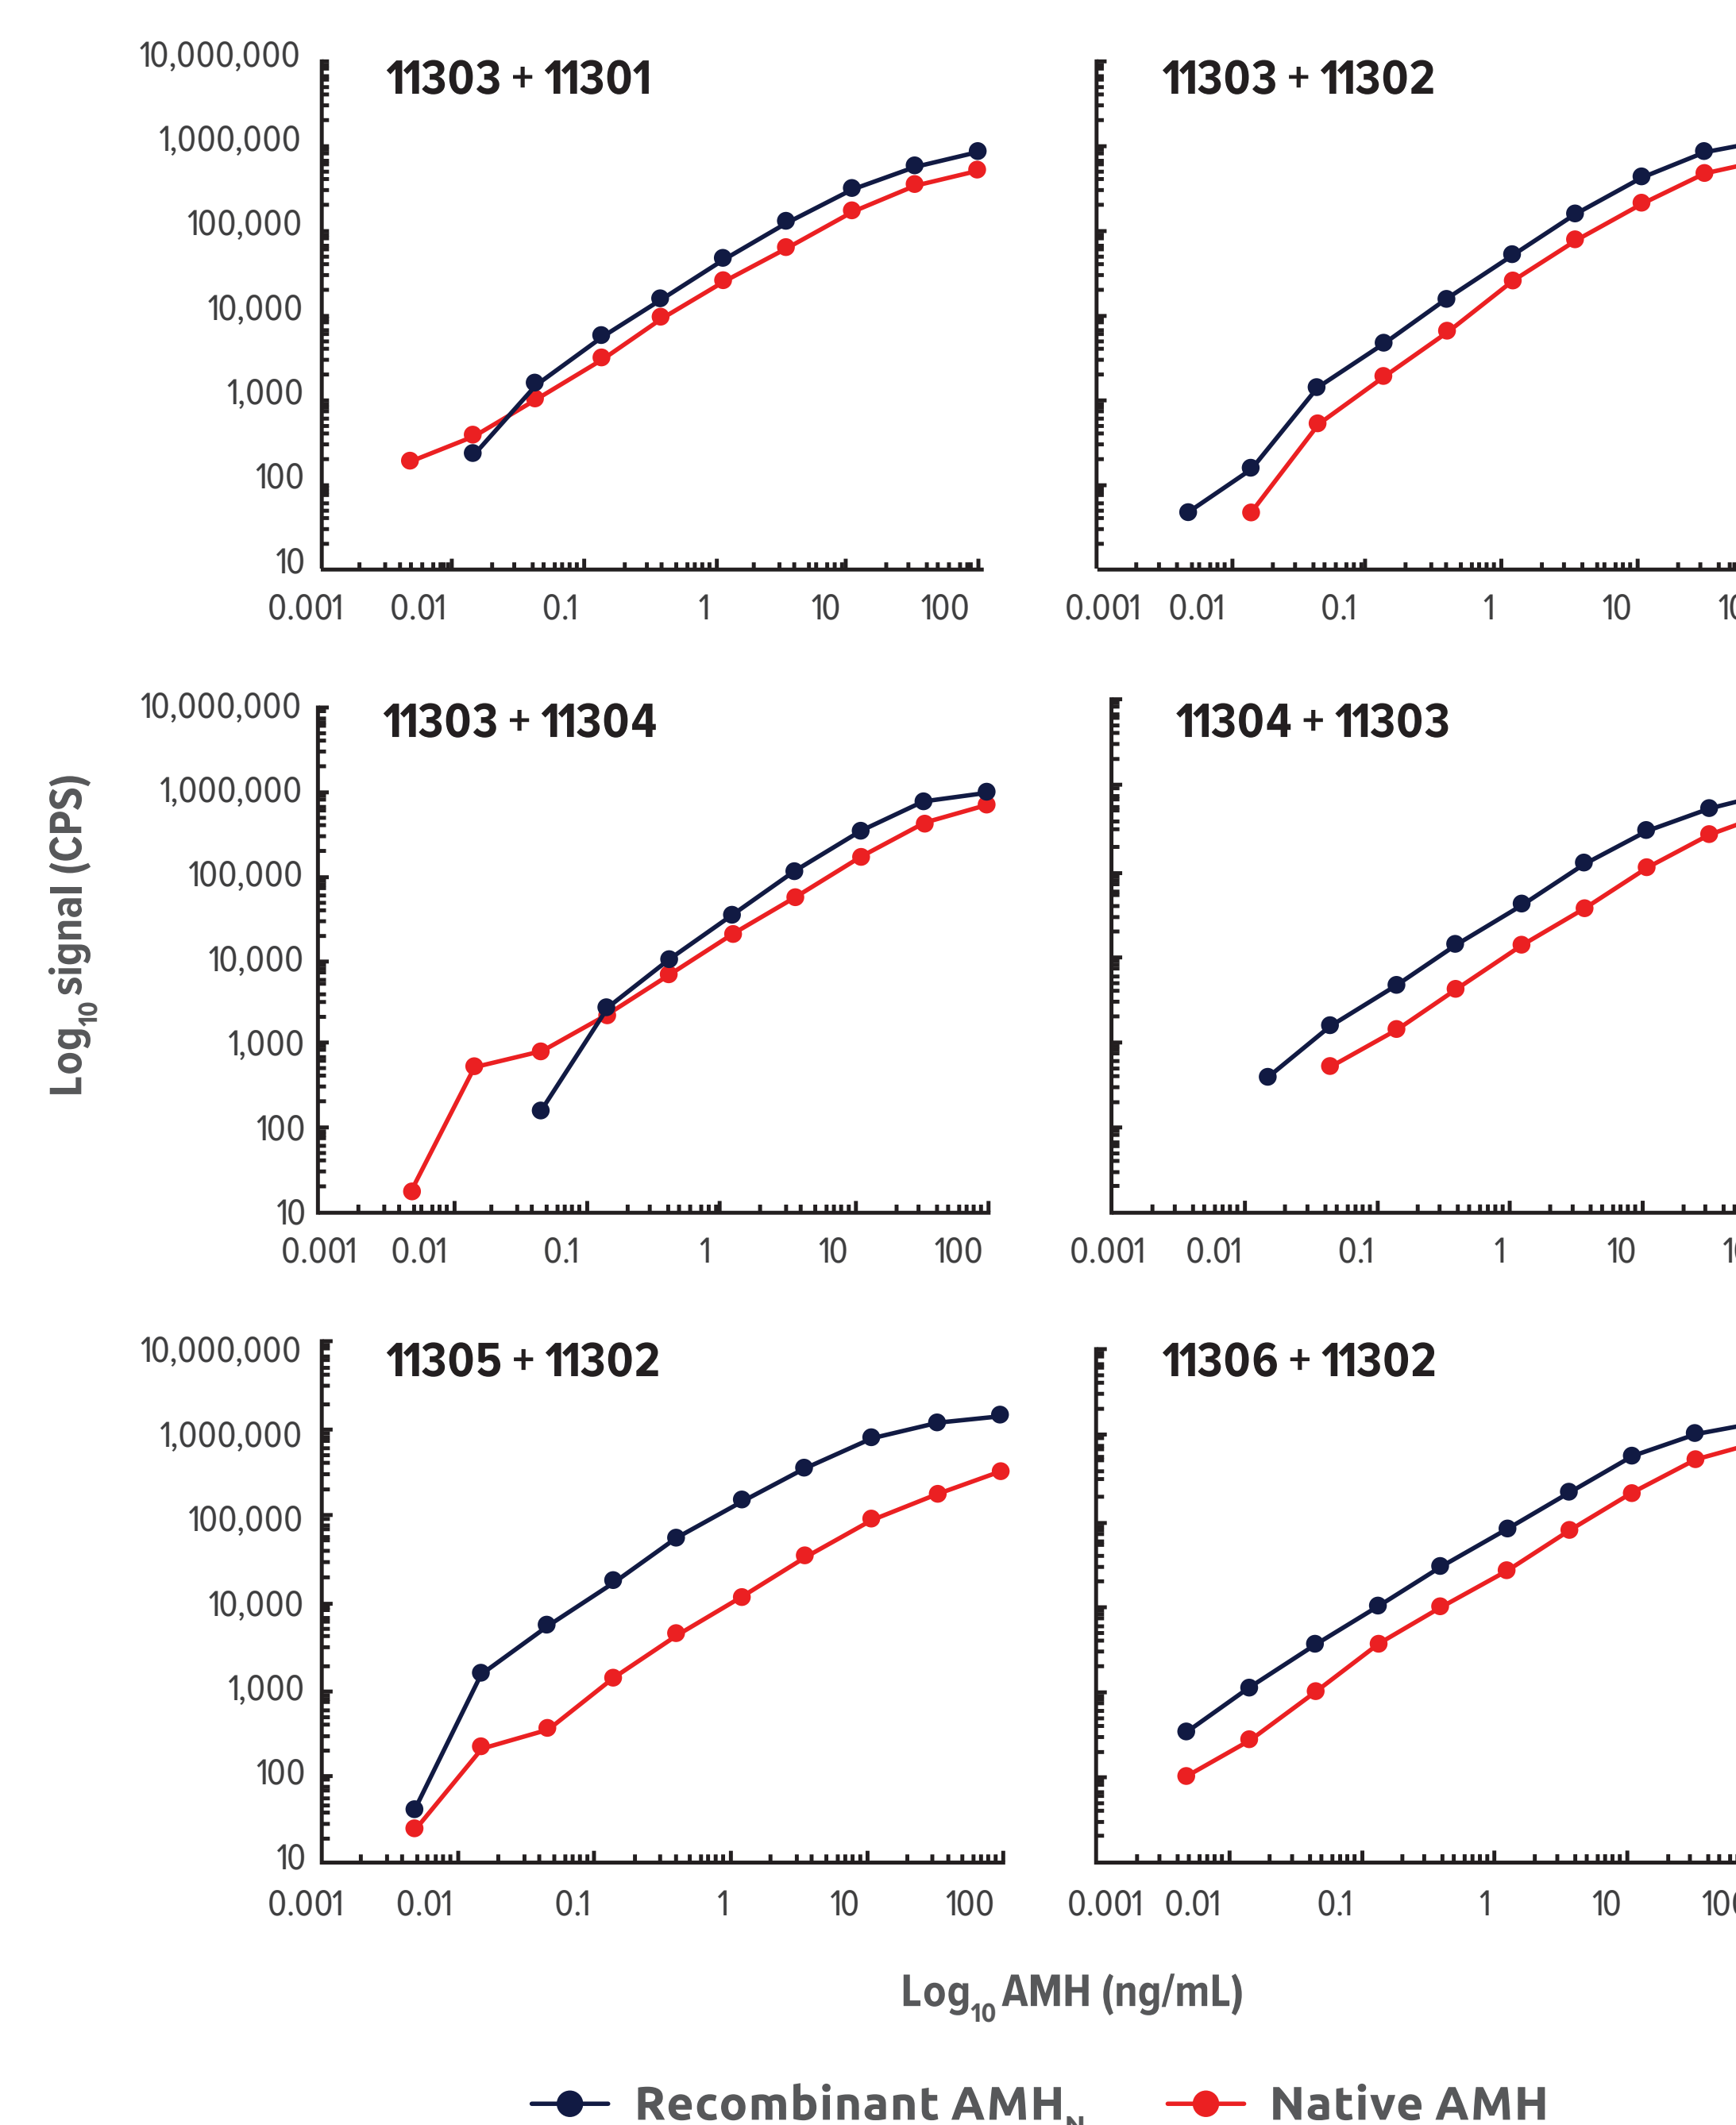 11303 + 11301
11303 + 11302
10,000,000
1,000,000
100,000
10,000
1,000
100
10
0.001 0.01 0.1 1 10 100
0.001 0.01 0.1 1 10
11303 + 11304
11304 + 11303
10,000,000
1,000,000
100,000
10,000
1,000
100
10
0.001 0.01 0.1 1 10 100
0.001 0.01 0.1 1 10
Log10 signal (CPS)
11305 + 11302
11306 + 11302
10,000,000
1,000,000
100,000
10,000
1,000
100
10
0.001 0.01 0.1 1 10 100
0.001 0.01 0.1 1 10 100
Log10 AMH (ng/mL)
Recombinant AMHN Native AMH